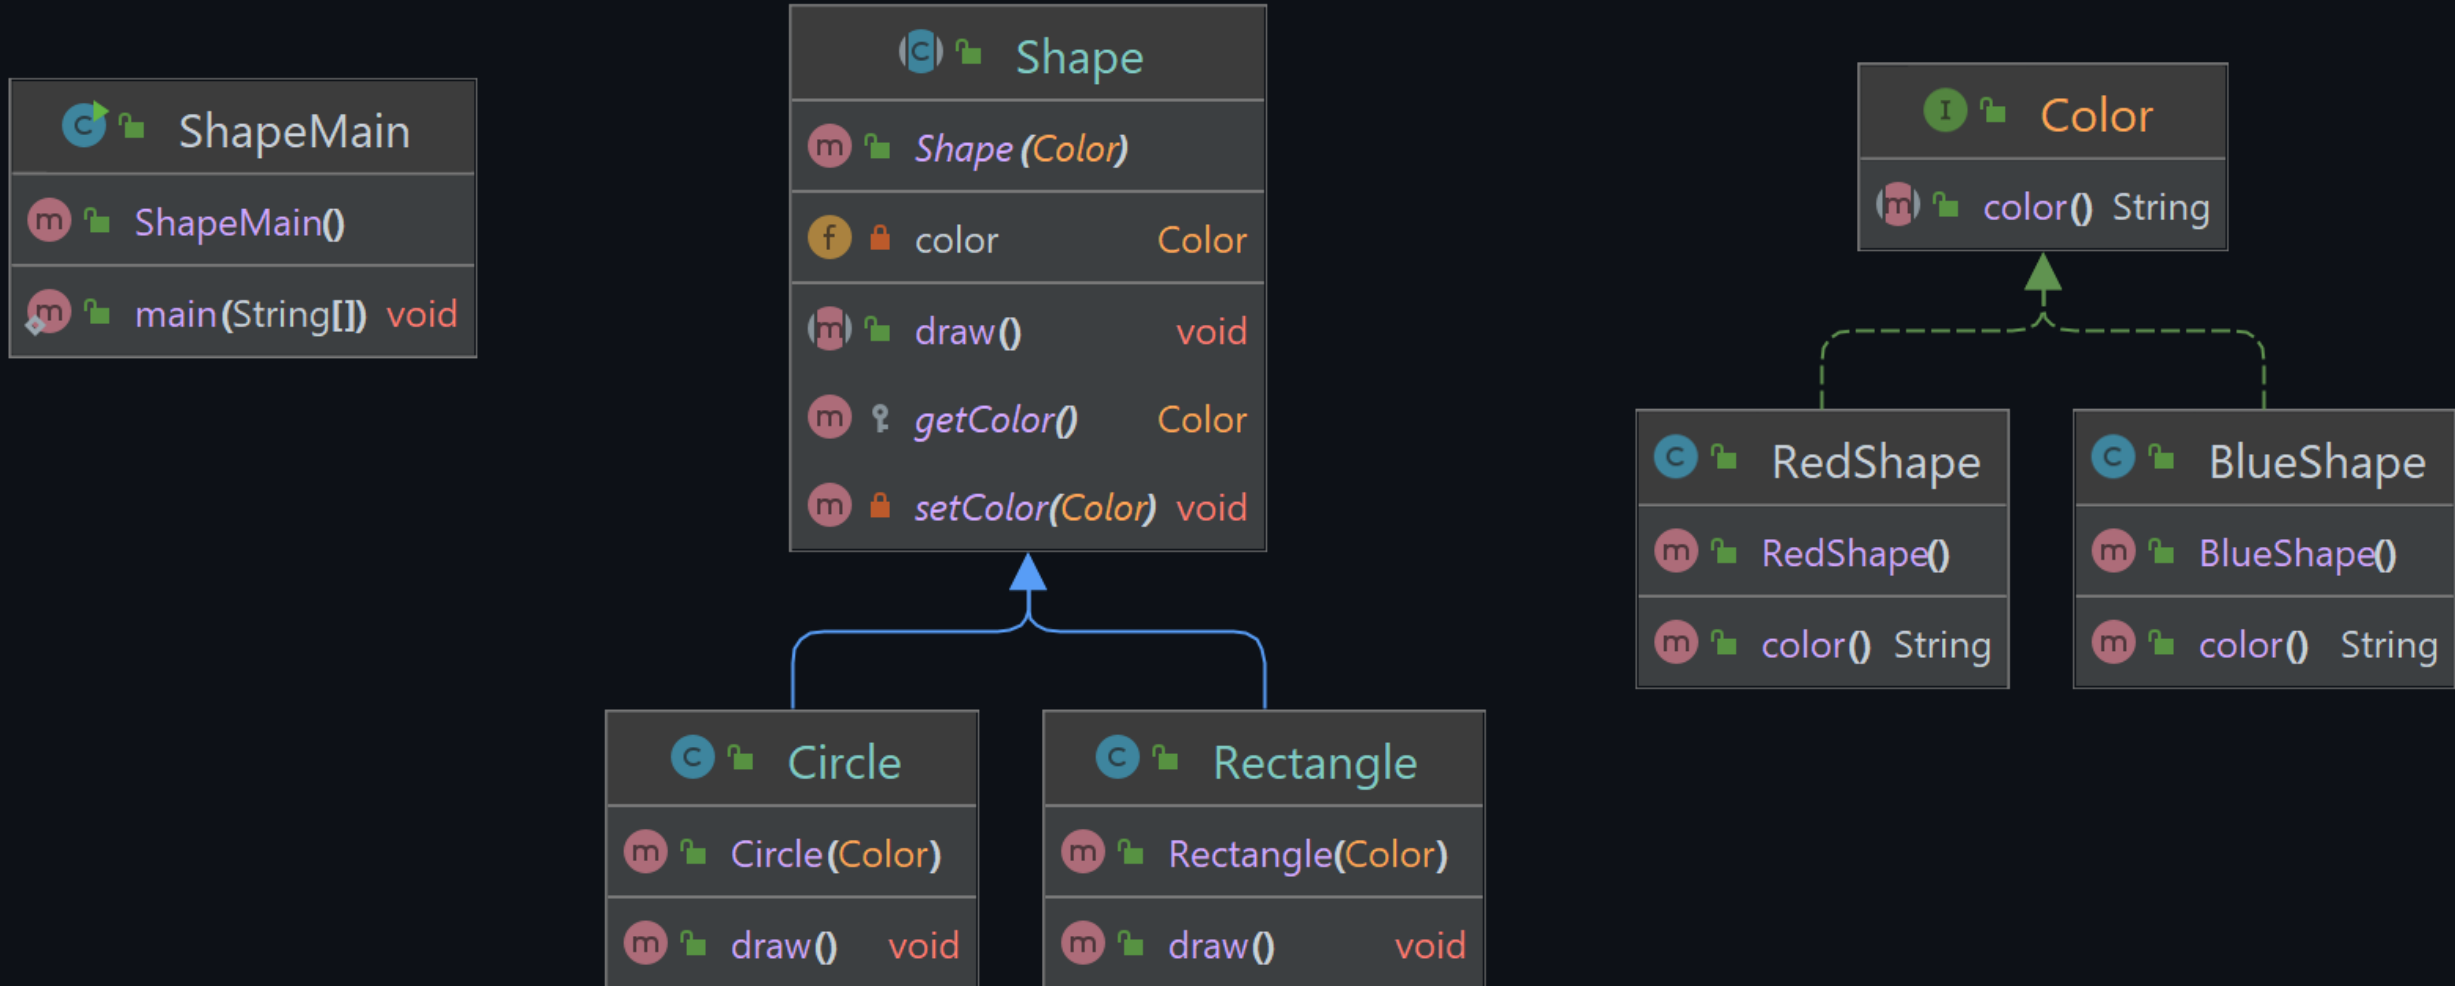 ShapeMain
ShapeMain()
main(String[]) void
Shape
Shape(Color)
color Color
draw() void
getColor() Color
setColor(Color) void
Color
color() String
RedShape
RedShape()
color() String
BlueShape
BlueShape()
color() String
Circle
Circle(Color)
draw() void
Rectangle
Rectangle(Color)
draw() void